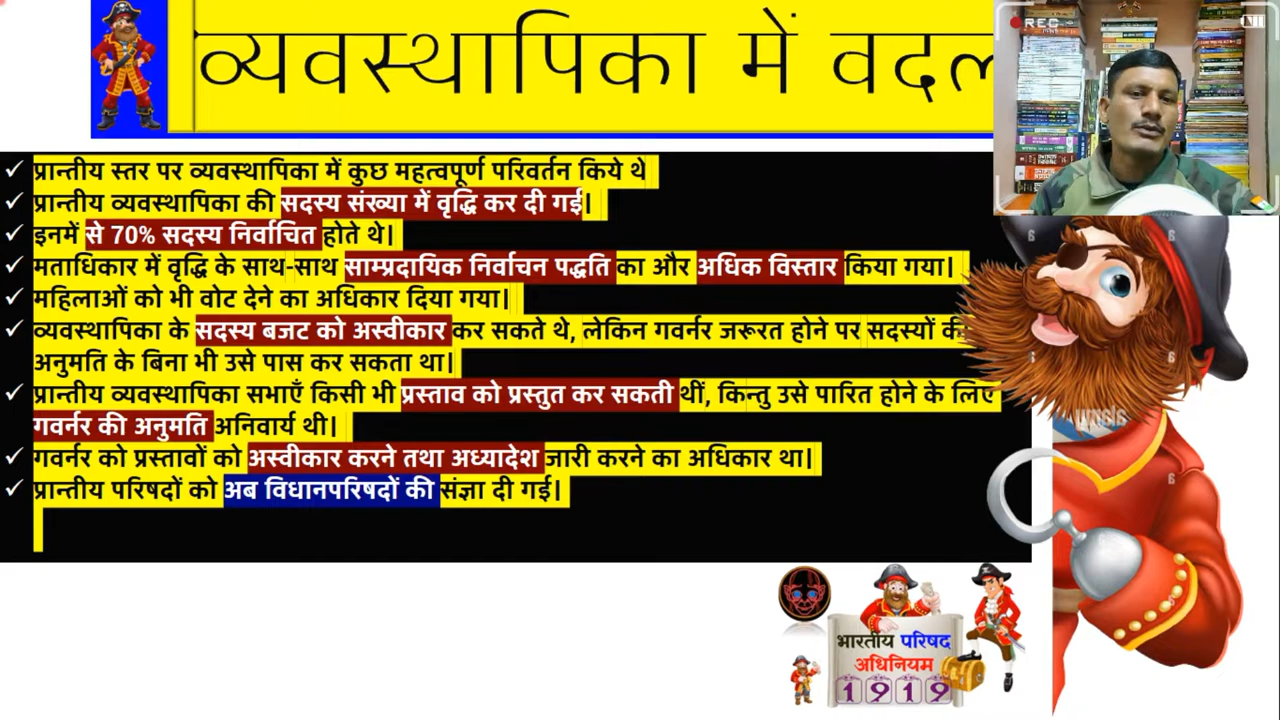 व्यवस्थापिका में वदल
REC
प्रान्तीय स्तर पर व्यवस्थापिका में कुछ महत्वपूर्ण परिवर्तन किये थे
प्रान्तीय व्यवस्थापिका की सदस्य संख्या में वृद्धि कर दी गई।
इनमें से 70% सदस्य निर्वाचित होते थे।
मताधिकार में वृद्धि के साथ-साथ साम्प्रदायिक निर्वाचन पद्धति का और अधिक विस्तार किया गया।
महिलाओं को भी वोट देने का अधिकार दिया गया।
व्यवस्थापिका के सदस्य बजट को अस्वीकार कर सकते थे, लेकिन गवर्नर जरूरत होने पर सदस्यों की
अनुमति के बिना भी उसे पास कर सकता था।
प्रान्तीय व्यवस्थापिका सभाएँ किसी भी प्रस्ताव को प्रस्तुत कर सकती थीं, किन्तु उसे पारित होने के लिए
गवर्नर की अनुमति अनिवार्य थी।
गवर्नर को प्रस्तावों को अस्वीकार करने तथा अध्यादेश जारी करने का अधिकार था।
प्रान्तीय परिषदों को अब विधानपरिषदों की संज्ञा दी गई।
भारतीय परिषद
अधिनियम
1919